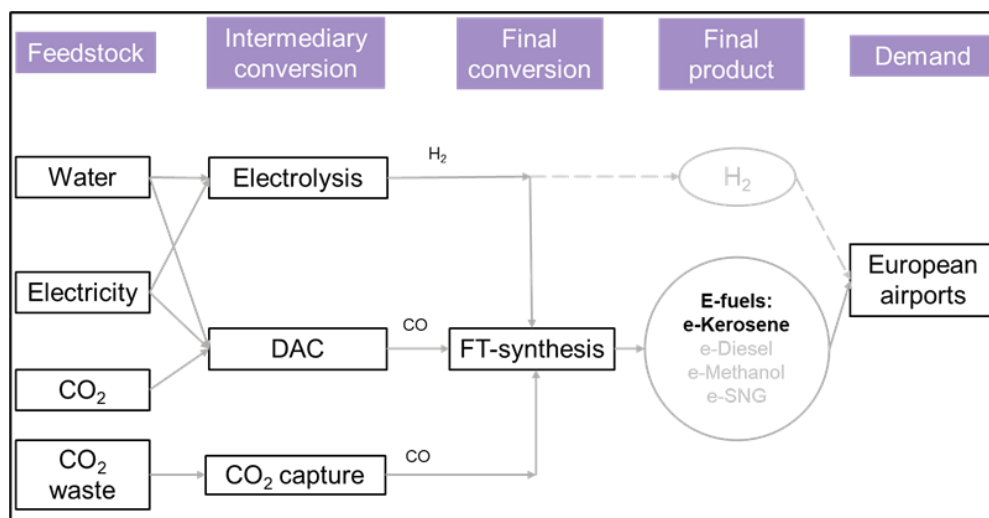 Feedstock
Intermediary
conversion
Final
conversion
Final
product
Demand
Water
Electrolysis
H₂
H₂
Electricity
European
airports
DAC
CO
FT-synthesis
E-fuels:
e-Kerosene
e-Diesel
e-Methanol
e-SNG
CO₂
CO₂
waste
CO₂ capture
CO